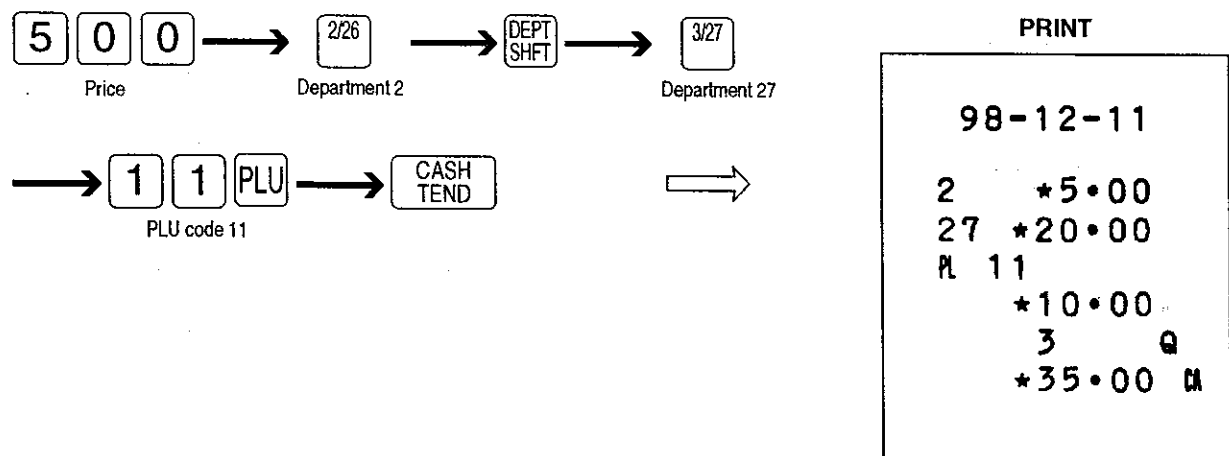 5 0 0 2/26 DEPT SHFT 3/27
Price Department 2 Department 27
1 1 PLU CASH TEND
PLU code 11
PRINT
98-12-11
2 *5•00
27 *20•00
PL 11
*10•00
3 Q
*35•00 CA